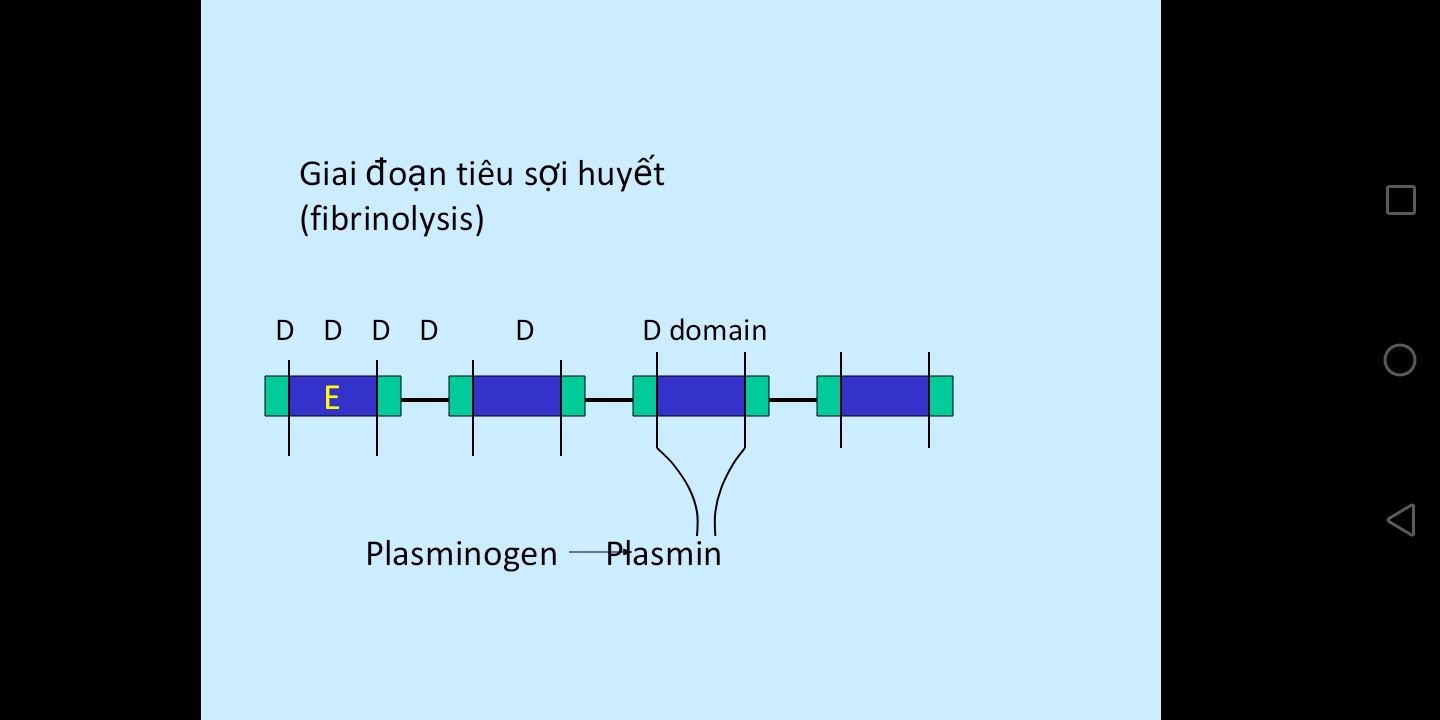 Giai đoạn tiêu sợi huyết
(fibrinolysis)
D D D D D D domain
E
Plasminogen Plasmin